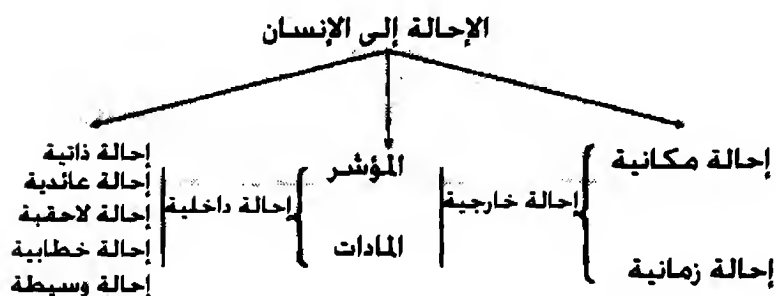 الإحالة إلى الإنسان
إحالة مكانية
إحالة زمانية
إحالة خارجية
المؤشر
المادات
إحالة داخلية
إحالة ذاتية
إحالة عائدية
إحالة لاحقية
إحالة خطابية
إحالة وسيطة